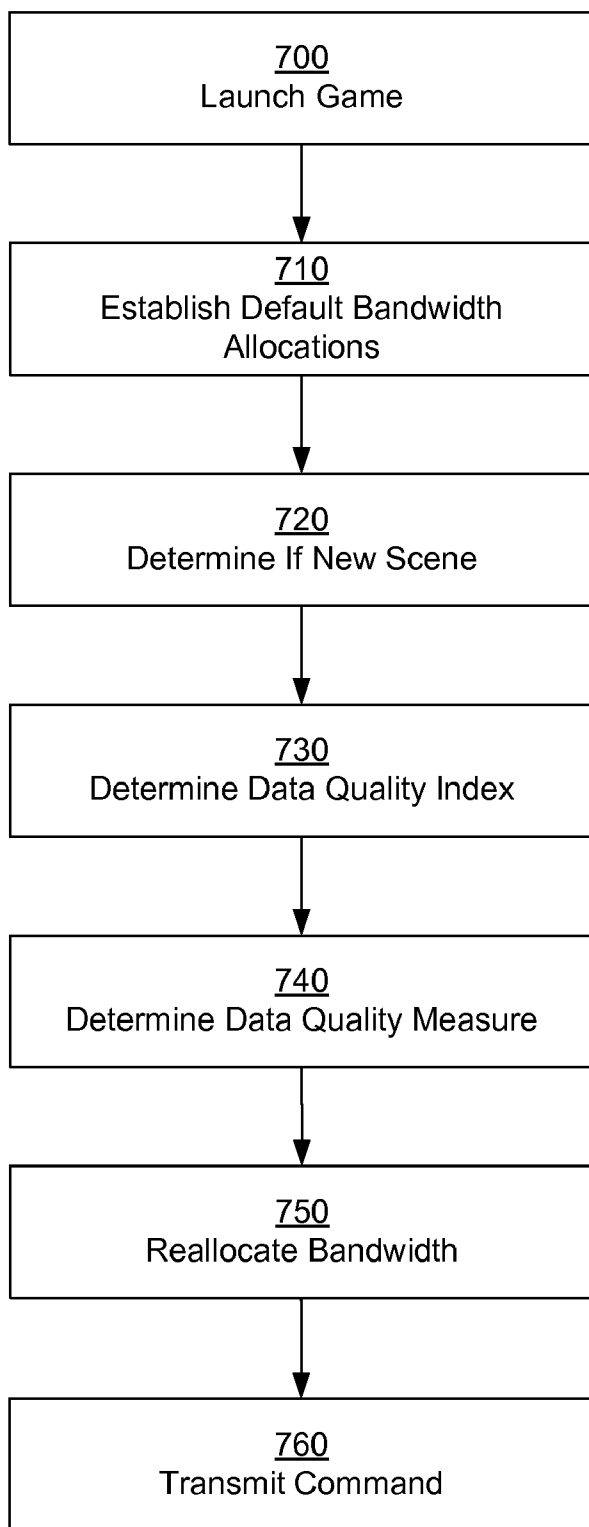 700
Launch Game
710
Establish Default Bandwidth
Allocations
720
Determine If New Scene
730
Determine Data Quality Index
740
Determine Data Quality Measure
750
Reallocate Bandwidth
760
Transmit Command